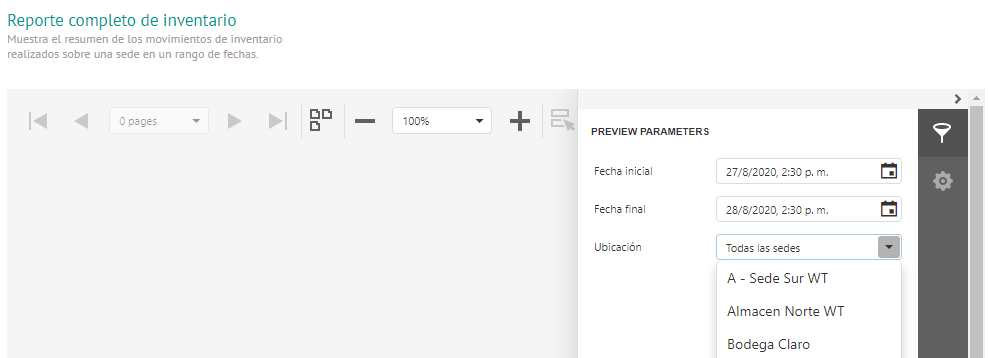 Reporte completo de inventario
Muestra el resumen de los movimientos de inventario
realizados sobre una sede en un rango de fechas.
0 pages
100%
PREVIEW PARAMETERS
Fecha inicial
27/8/2020, 2:30 p. m.
Fecha final
28/8/2020, 2:30 p. m.
Ubicación
Todas las sedes
A - Sede Sur WT
Almacen Norte WT
Bodega Claro